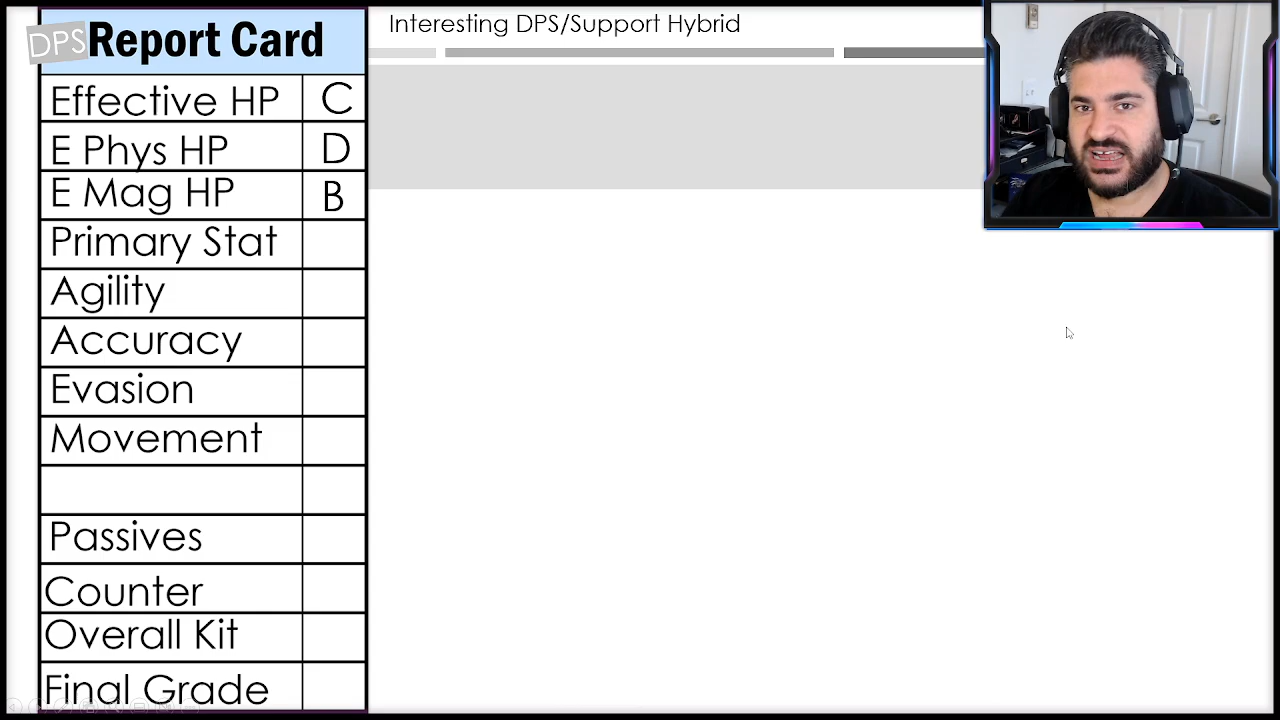 DPS Report Card
Interesting DPS/Support Hybrid
Effective HP C
E Phys HP D
E Mag HP B
Primary Stat
Agility
Accuracy
Evasion
Movement
Passives
Counter
Overall Kit
Final Grade